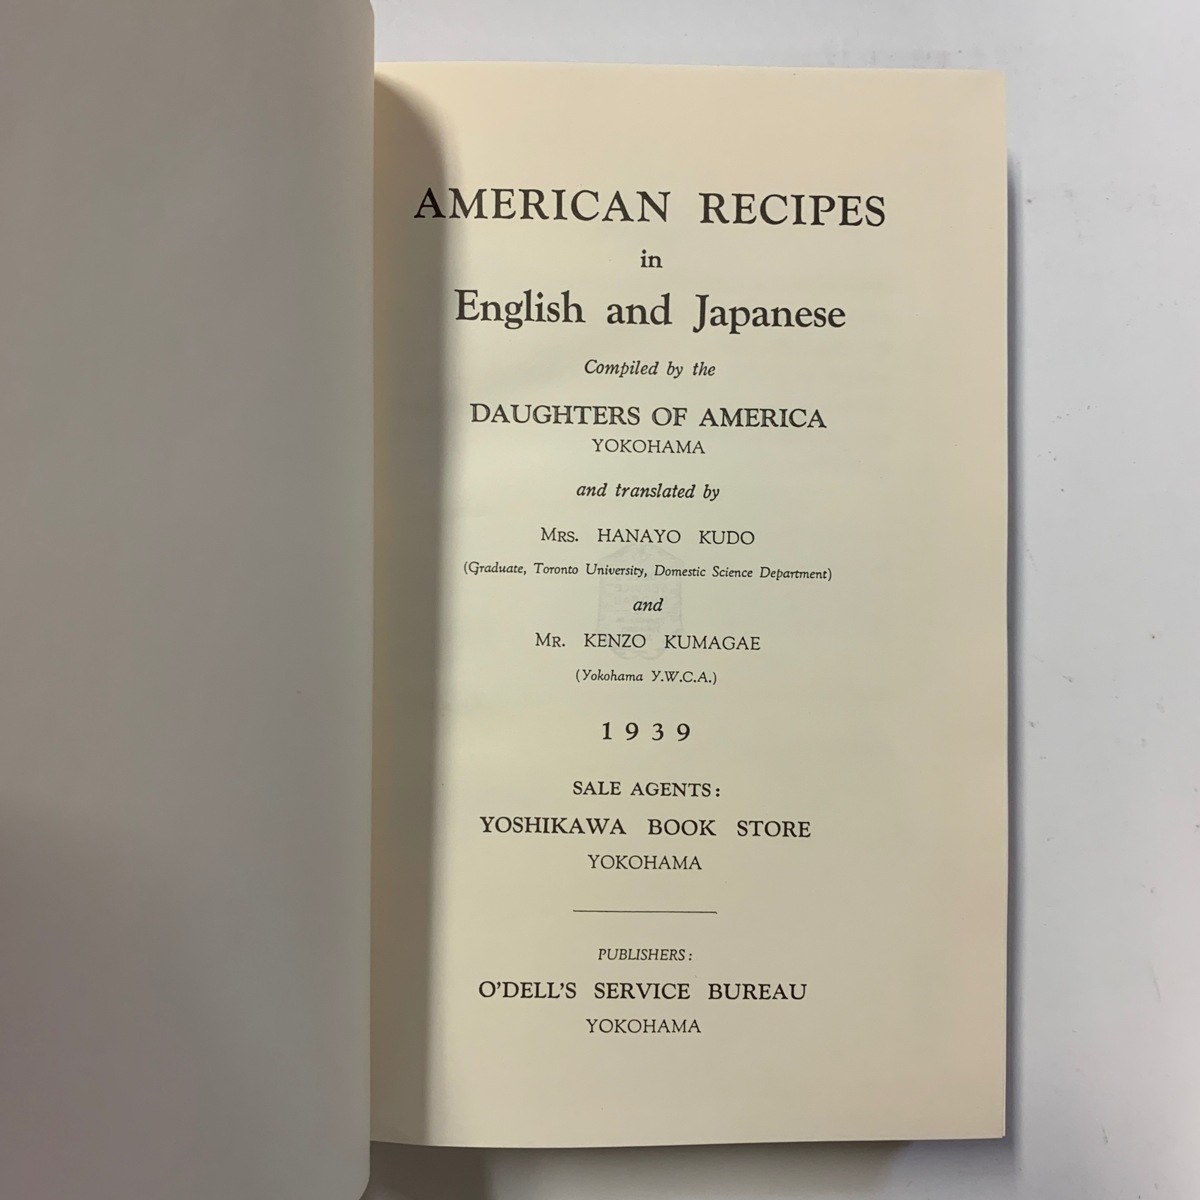 AMERICAN RECIPES
in
English and Japanese
Compiled by the
DAUGHTERS OF AMERICA
YOKOHAMA
and translated by
MRS. HANAYO KUDO
(Graduate, Toronto University, Domestic Science Department)
and
MR. KENZO KUMAGAE
(Yokohama Y.W.C.A.)
1939
SALE AGENTS:
YOSHIKAWA BOOK STORE
YOKOHAMA
PUBLISHERS:
O'DELL'S SERVICE BUREAU
YOKOHAMA